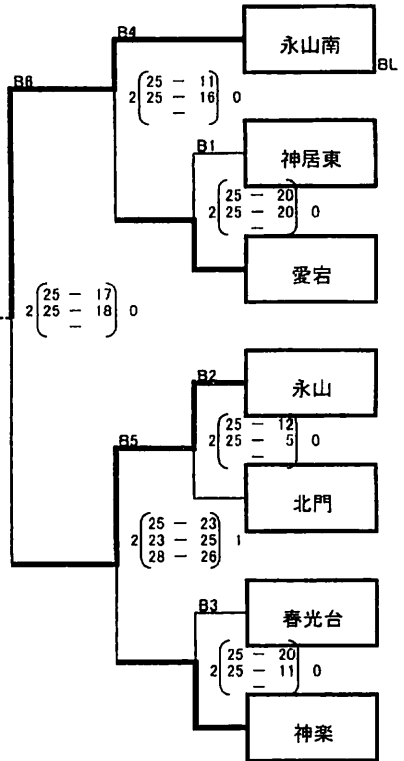 B4
永山南
BL
B6
25 - 11
2 25 - 16 0
-
B1
神居東
25 - 20
2 25 - 20 0
-
愛宕
25 - 17
2 25 - 18 0
-
B2
永山
25 - 12
2 25 - 5 0
-
B5
北門
25 - 23
2 23 - 25 1
28 - 26
B3
春光台
25 - 20
2 25 - 11 0
-
神楽